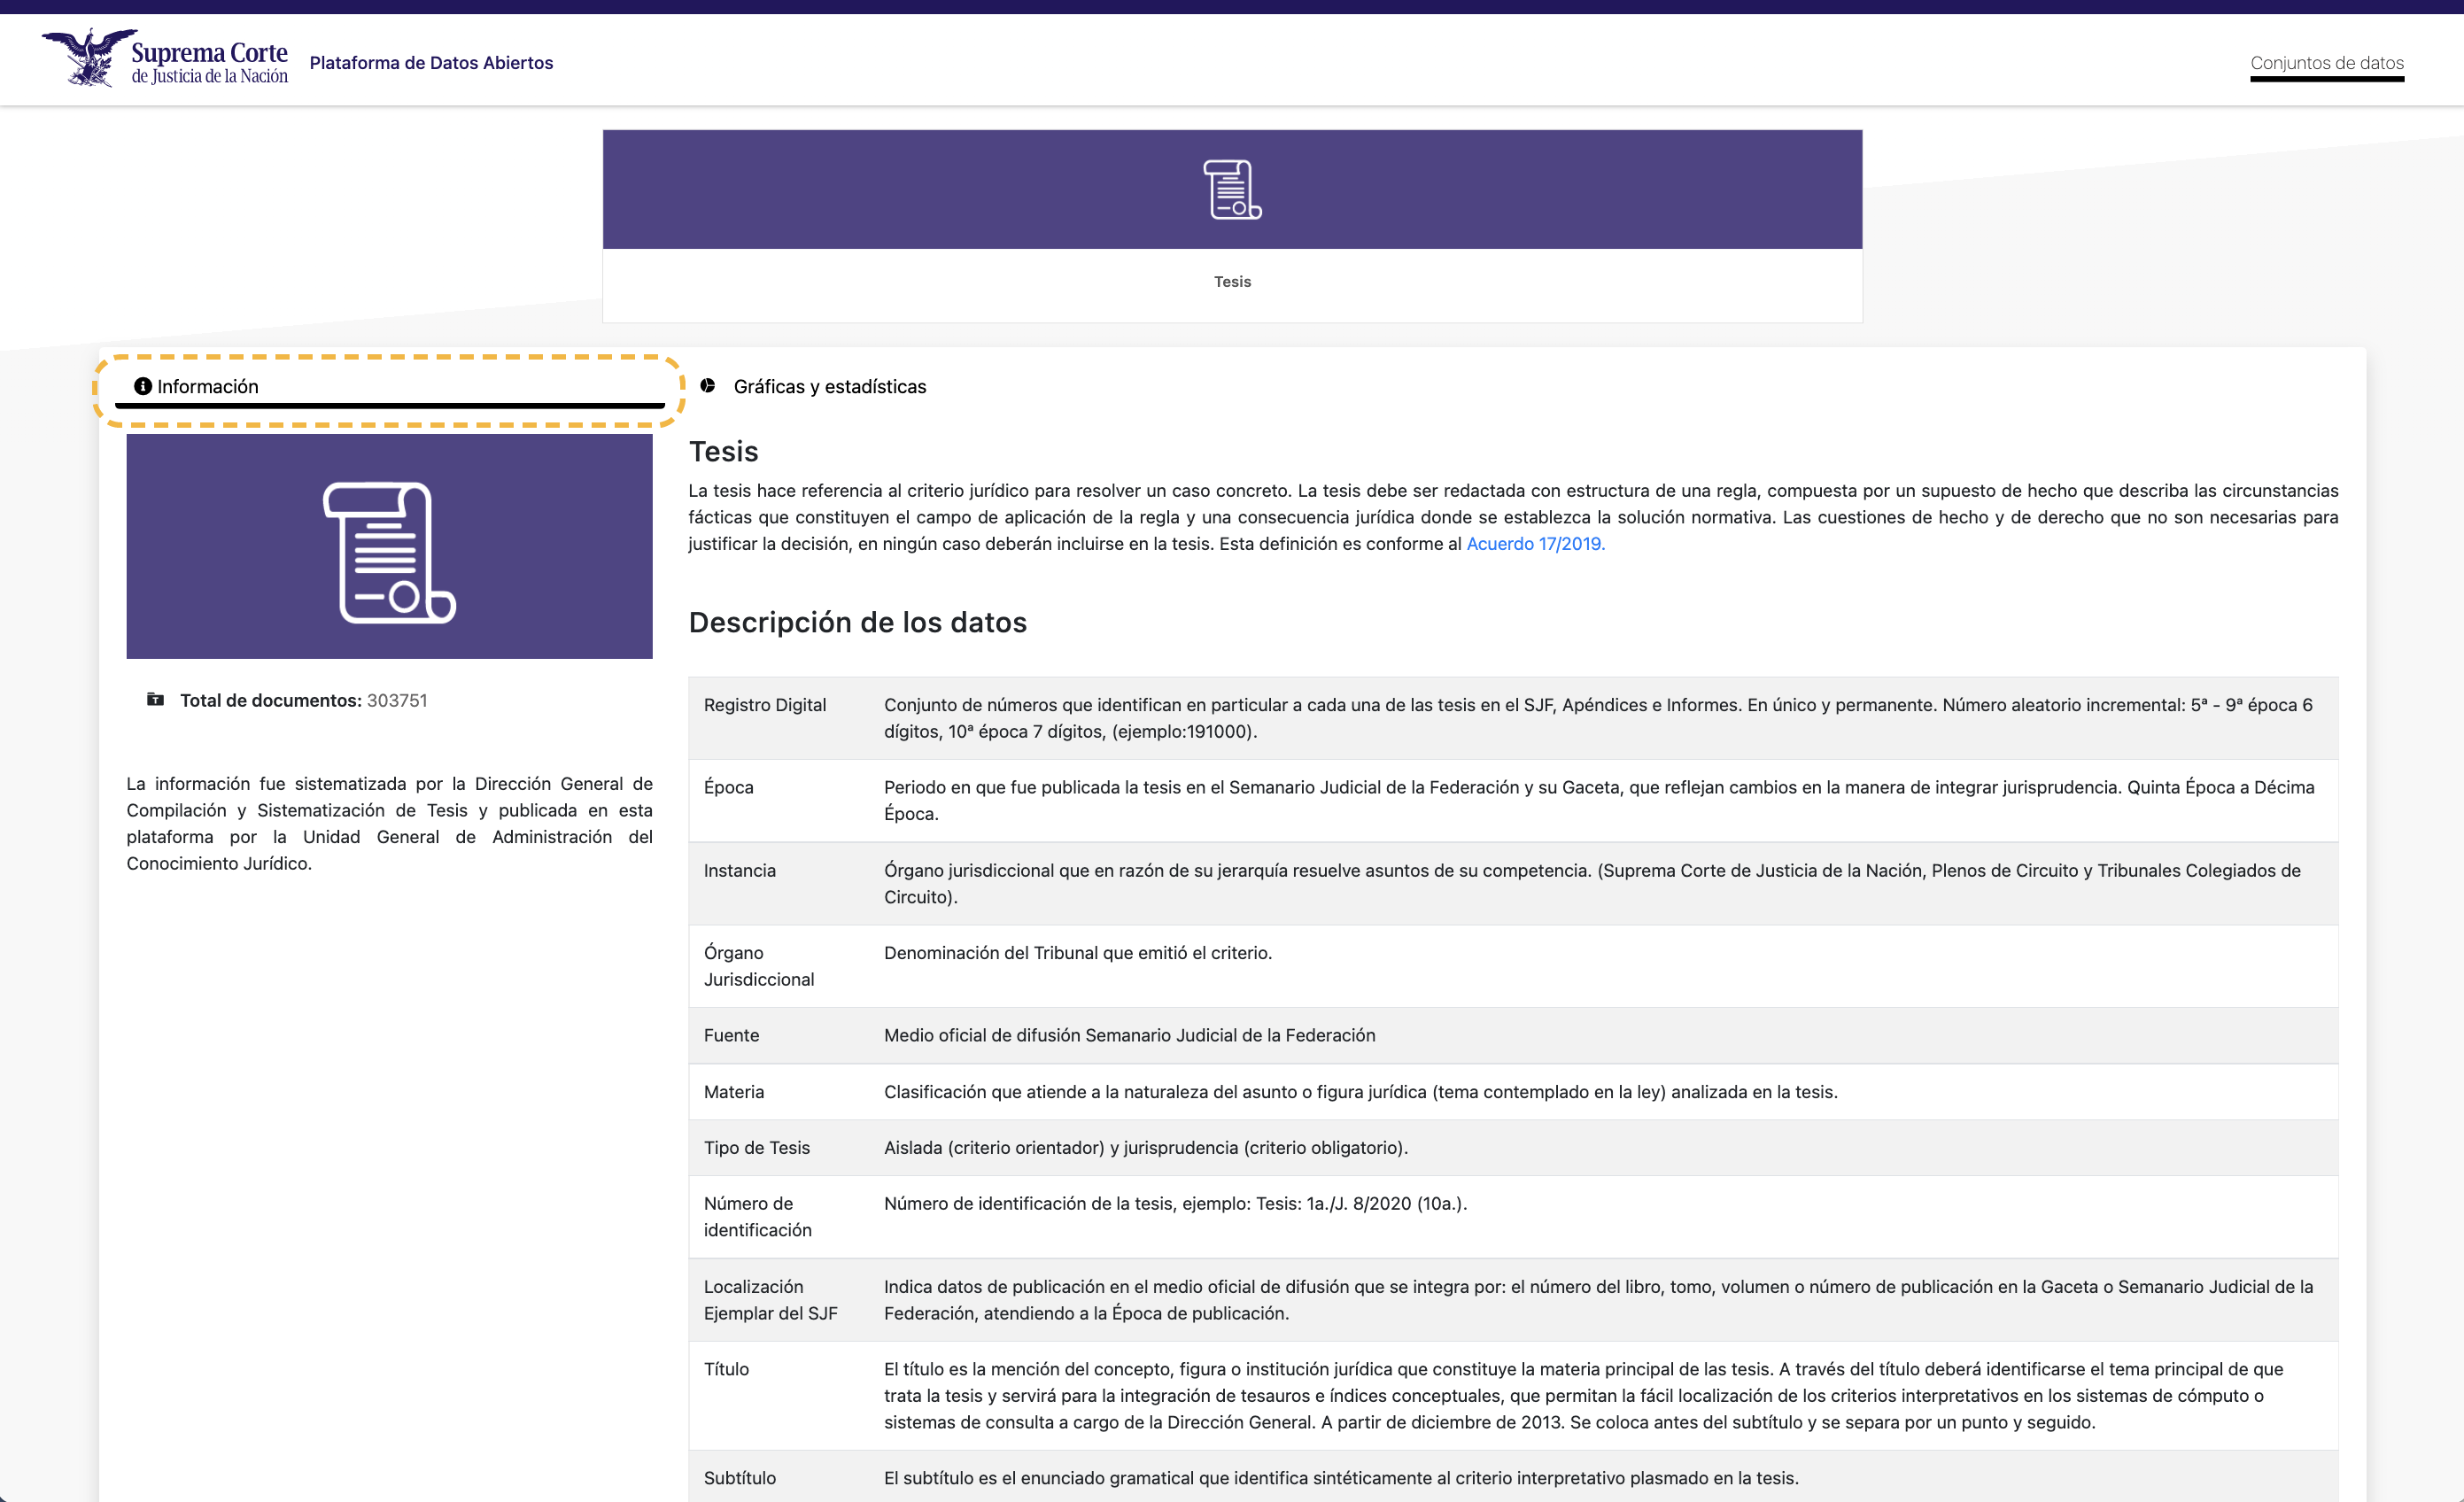 Suprema Corte
de Justicia de la Nación
Plataforma de Datos Abiertos
Conjuntos de datos
Tesis
Información
Gráficas y estadísticas
Total de documentos: 303751
La información fue sistematizada por la Dirección General de
Compilación y Sistematización de Tesis y publicada en esta
plataforma por la Unidad General de Administración del
Conocimiento Jurídico.
Tesis
La tesis hace referencia al criterio jurídico para resolver un caso concreto. La tesis debe ser redactada con estructura de una regla, compuesta por un supuesto de hecho que describa las circunstancias
fácticas que constituyen el campo de aplicación de la regla y una consecuencia jurídica donde se establezca la solución normativa. Las cuestiones de hecho y de derecho que no son necesarias para
justificar la decisión, en ningún caso deberán incluirse en la tesis. Esta definición es conforme al Acuerdo 17/2019.
Descripción de los datos
Registro Digital
Conjunto de números que identifican en particular a cada una de las tesis en el SJF, Apéndices e Informes. En único y permanente. Número aleatorio incremental: 5ª - 9ª época 6
dígitos, 10ª época 7 dígitos, (ejemplo:191000).
Época
Periodo en que fue publicada la tesis en el Semanario Judicial de la Federación y su Gaceta, que reflejan cambios en la manera de integrar jurisprudencia. Quinta Época a Décima
Época.
Instancia
Órgano jurisdiccional que en razón de su jerarquía resuelve asuntos de su competencia. (Suprema Corte de Justicia de la Nación, Plenos de Circuito y Tribunales Colegiados de
Circuito).
Órgano
Jurisdiccional
Denominación del Tribunal que emitió el criterio.
Fuente
Medio oficial de difusión Semanario Judicial de la Federación
Materia
Clasificación que atiende a la naturaleza del asunto o figura jurídica (tema contemplado en la ley) analizada en la tesis.
Tipo de Tesis
Aislada (criterio orientador) y jurisprudencia (criterio obligatorio).
Número de
identificación
Número de identificación de la tesis, ejemplo: Tesis: 1a./J. 8/2020 (10a.).
Localización
Ejemplar del SJF
Indica datos de publicación en el medio oficial de difusión que se integra por: el número del libro, tomo, volumen o número de publicación en la Gaceta o Semanario Judicial de la
Federación, atendiendo a la Época de publicación.
Título
El título es la mención del concepto, figura o institución jurídica que constituye la materia principal de las tesis. A través del título deberá identificarse el tema principal de que
trata la tesis y servirá para la integración de tesauros e índices conceptuales, que permitan la fácil localización de los criterios interpretativos en los sistemas de cómputo o
sistemas de consulta a cargo de la Dirección General. A partir de diciembre de 2013. Se coloca antes del subtítulo y se separa por un punto y seguido.
Subtítulo
El subtítulo es el enunciado gramatical que identifica sintéticamente al criterio interpretativo plasmado en la tesis.